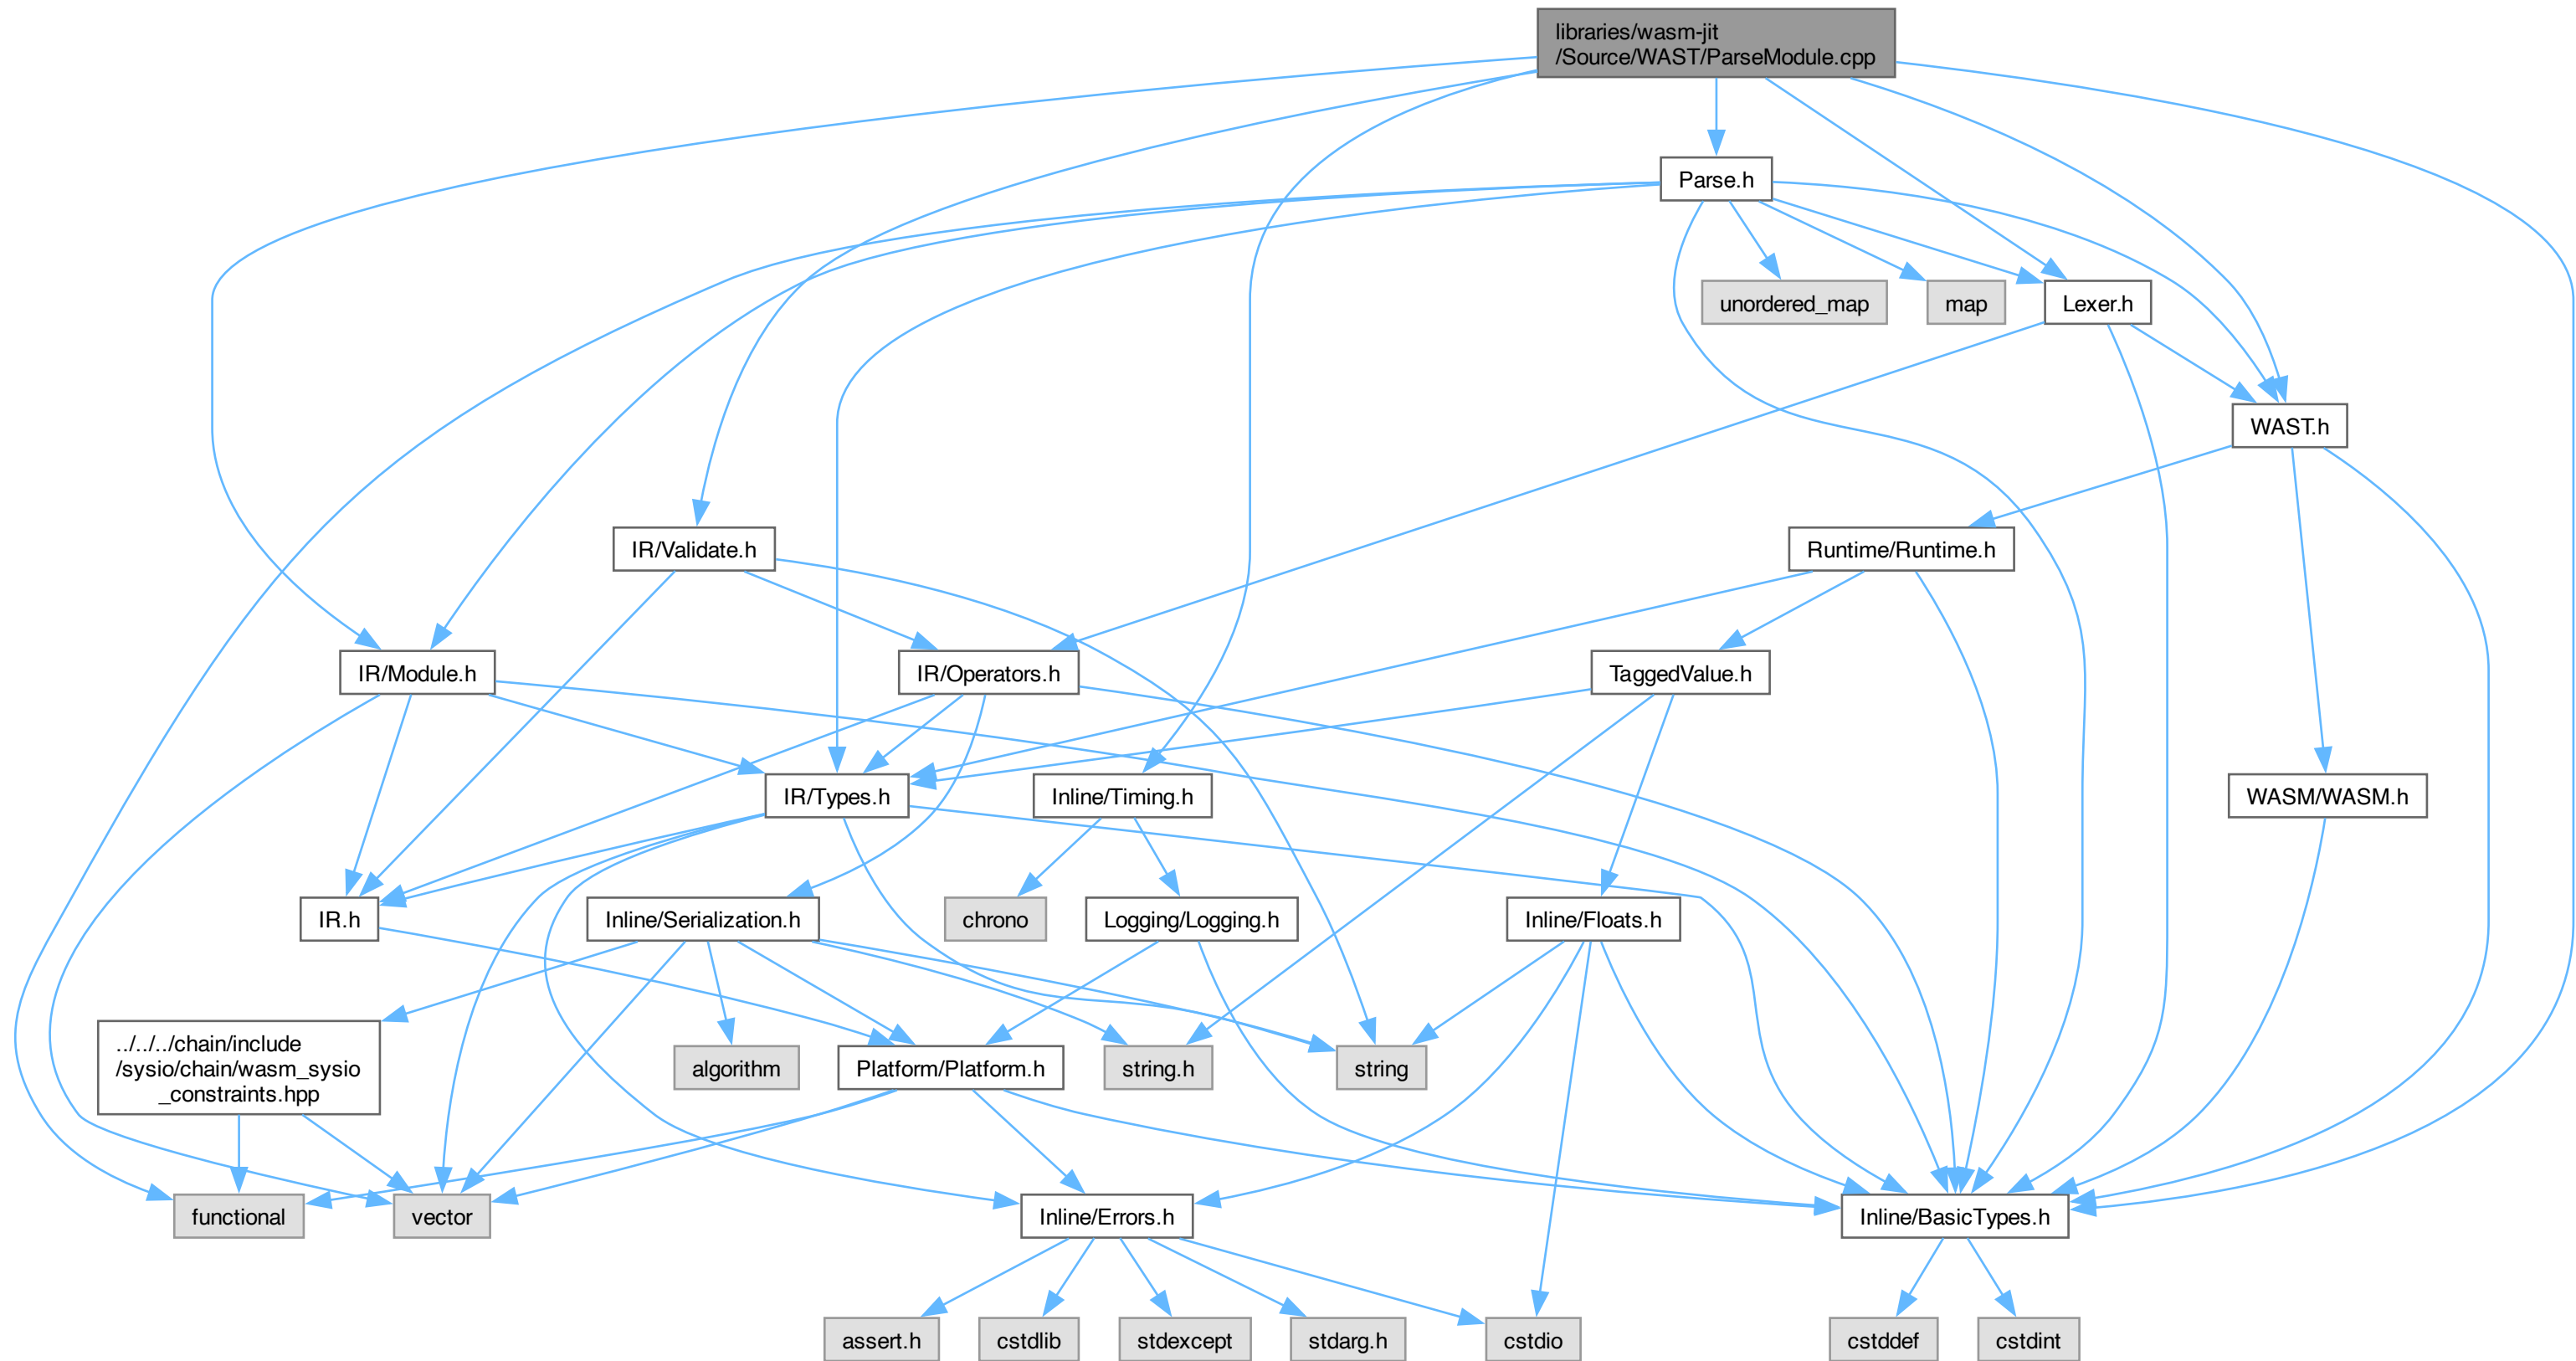 libraries/wasm-jit
/Source/WAST/ParseModule.cpp
Parse.h
unordered_map
map
Lexer.h
WAST.h
IR/Validate.h
Runtime/Runtime.h
IR/Module.h
IR/Operators.h
TaggedValue.h
IR/Types.h
Inline/Timing.h
WASM/WASM.h
IR.h
Inline/Serialization.h
chrono
Logging/Logging.h
Inline/Floats.h
../../../chain/include
/sysio/chain/wasm_sysio
_constraints.hpp
algorithm
Platform/Platform.h
string.h
string
functional
vector
Inline/Errors.h
Inline/BasicTypes.h
assert.h
cstdlib
stdexcept
stdarg.h
cstdio
cstddef
cstdint